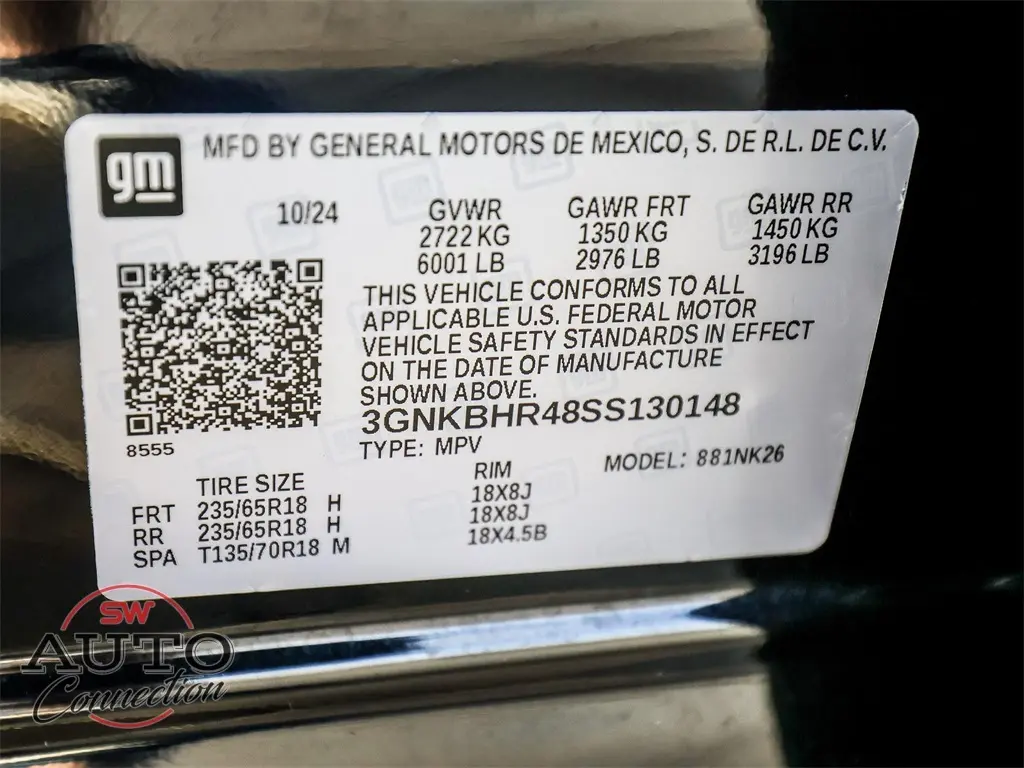 gm
MFD BY GENERAL MOTORS DE MEXICO, S. DE R.L. DE C.V.
10/24 GVWR GAWR FRT GAWR RR
2722 KG 1350 KG 1450 KG
6001 LB 2976 LB 3196 LB
THIS VEHICLE CONFORMS TO ALL
APPLICABLE U.S. FEDERAL MOTOR
VEHICLE SAFETY STANDARDS IN EFFECT
ON THE DATE OF MANUFACTURE
SHOWN ABOVE.
3GNKBHR48SS130148
8555
TYPE: MPV MODEL: 881NK26
TIRE SIZE RIM
FRT 235/65R18 H 18X8J
RR 235/65R18 H 18X8J
SPA T135/70R18 M 18X4.5B
SW
AUTO
Connection